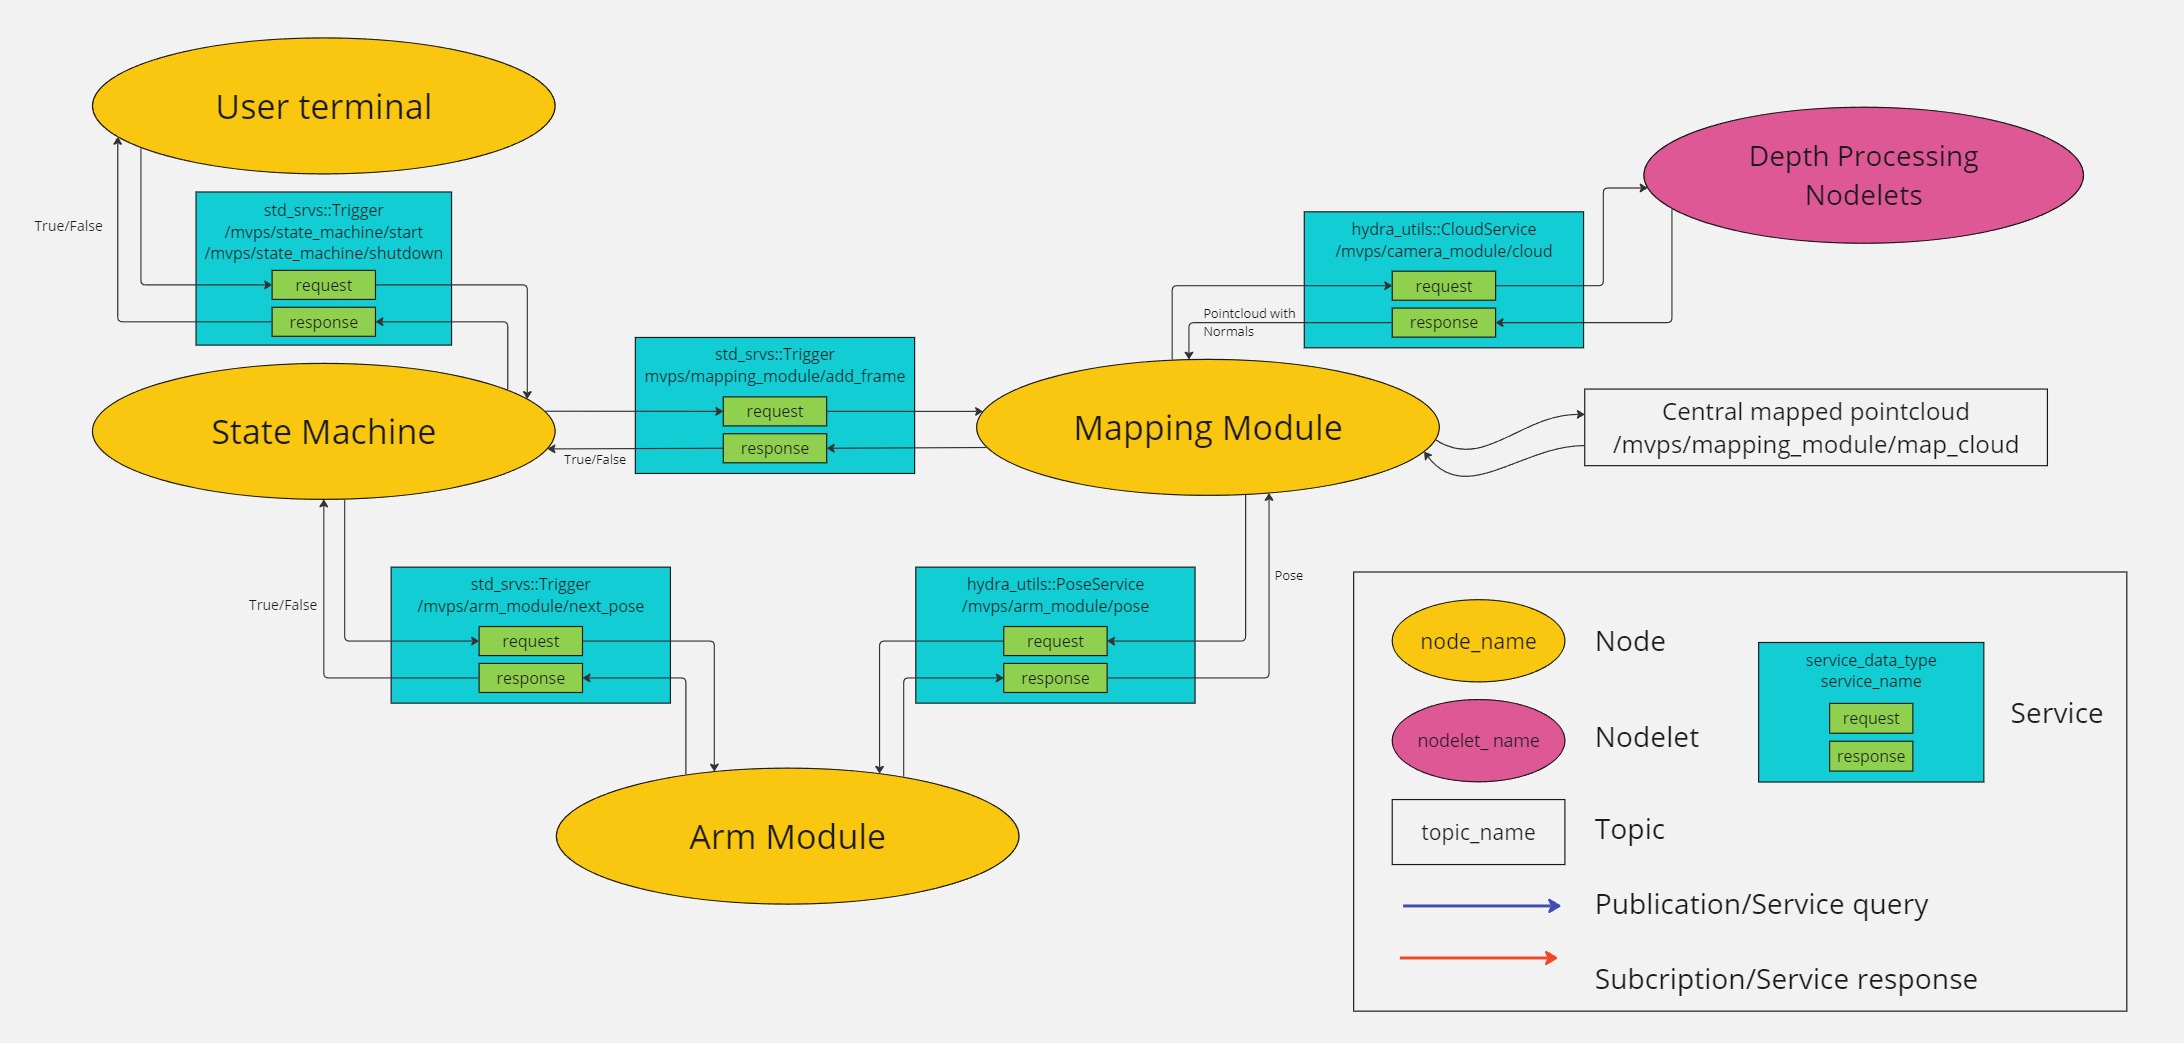 User terminal
True/False
std_srvs::Trigger
/mvps/state_machine/start
/mvps/state_machine/shutdown
request
response
State Machine
std_srvs::Trigger
mvps/mapping_module/add_frame
request
response
True/False
Mapping Module
hydra_utils::CloudService
/mvps/camera_module/cloud
request
response
Pointcloud with
Normals
Depth Processing
Nodelets
Central mapped pointcloud
/mvps/mapping_module/map_cloud
True/False
std_srvs::Trigger
/mvps/arm_module/next_pose
request
response
hydra_utils::PoseService
/mvps/arm_module/pose
request
response
Pose
Arm Module
node_name
Node
nodelet_ name
Nodelet
topic_name
Topic
Publication/Service query
Subcription/Service response
service_data_type
service_name
request
response
Service